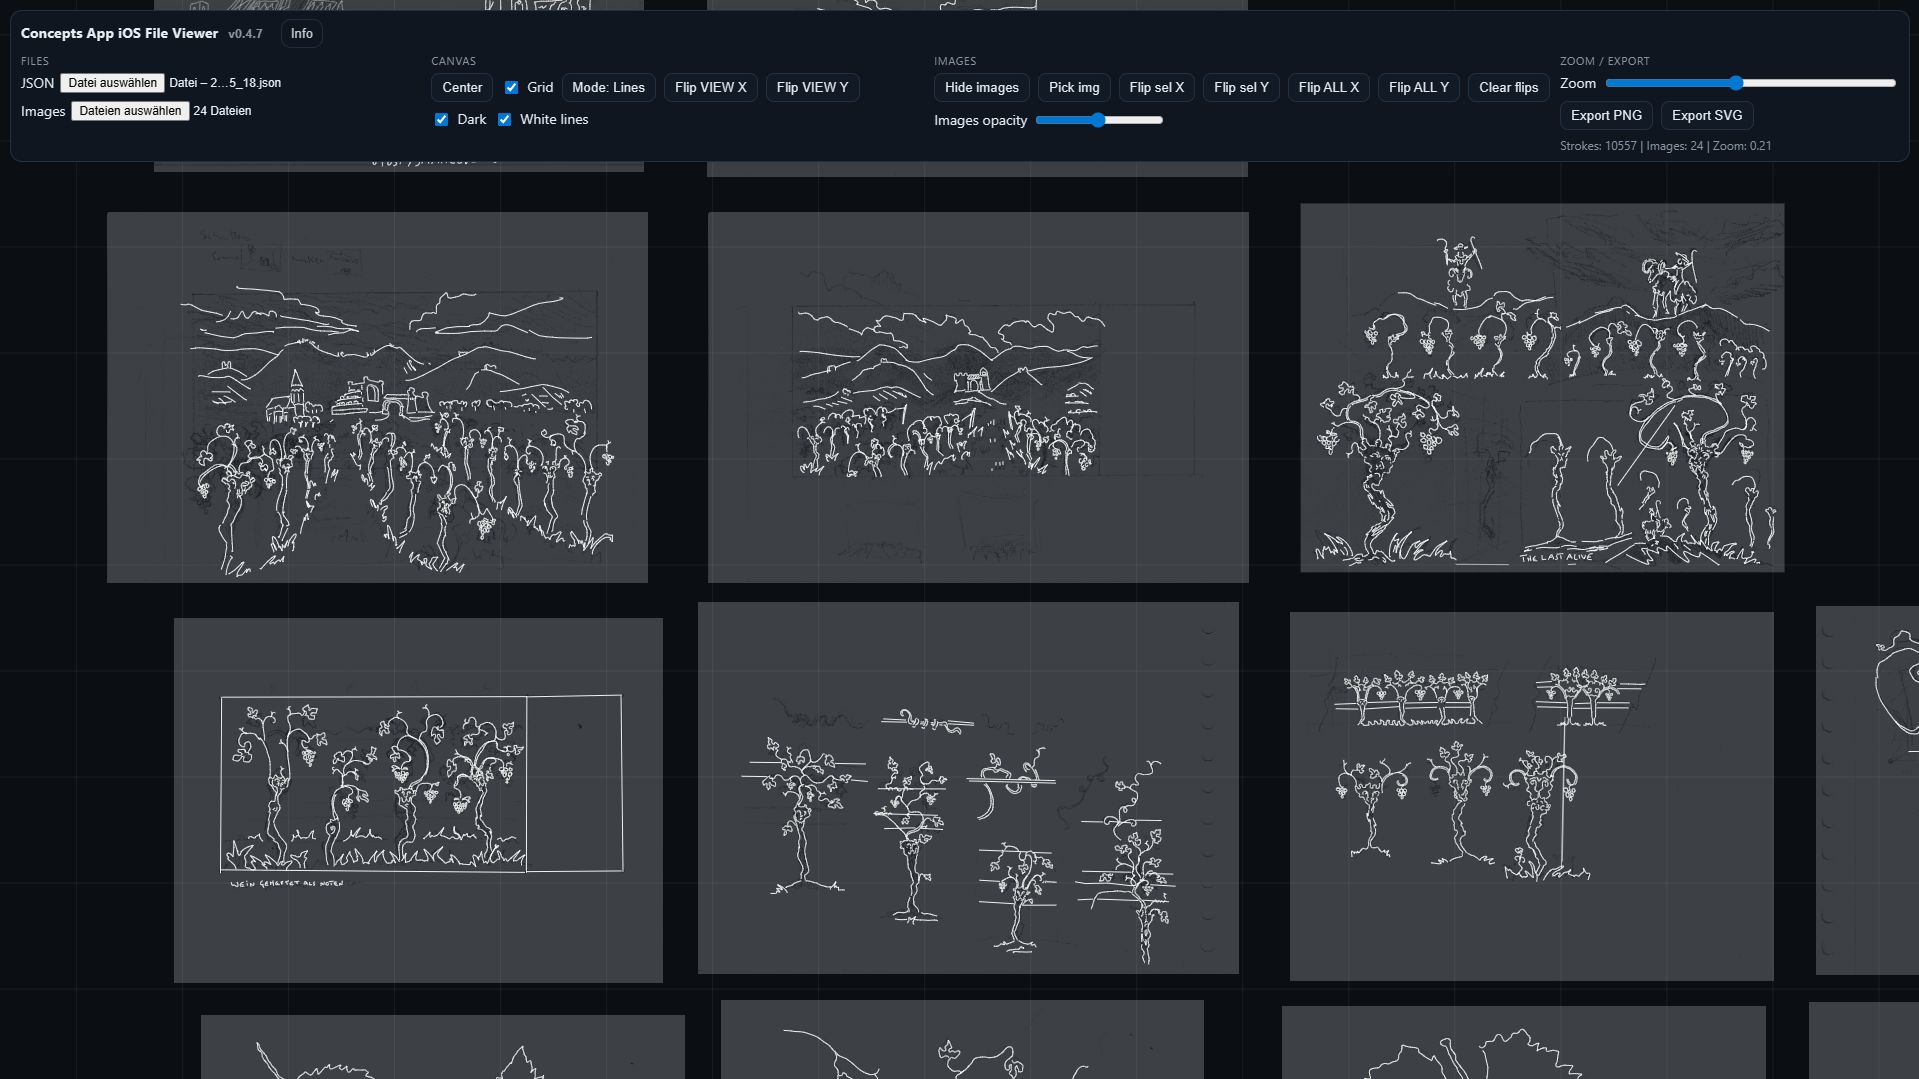 Concepts App iOS File Viewer v0.4.7 Info
FILES
JSON Datei auswählen Datei – 2...5_18.json
Images Dateien auswählen 24 Dateien
CANVAS
Center Grid Mode: Lines Flip VIEW X Flip VIEW Y
Dark White lines
IMAGES
Hide images Pick img Flip sel X Flip sel Y Flip ALL X Flip ALL Y Clear flips
Images opacity
ZOOM / EXPORT
Zoom
Export PNG Export SVG
Strokes: 10557 | Images: 24 | Zoom: 0.21
THE LAST ALIVE
WEIN GEHEFTET ALS NOTEN